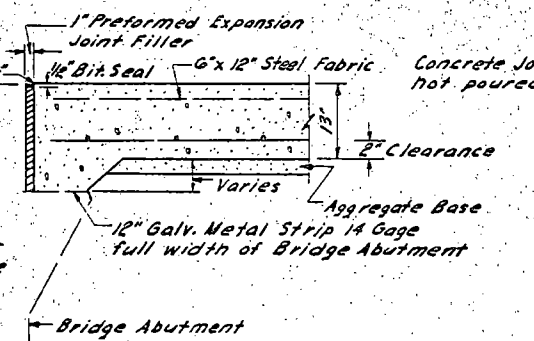 1" Preformed Expansion
Joint Filler
1/2" Bit. Seal
6"x 12" Steel Fabric
Concrete Jo
not poured
13"
2" Clearance
Varies
Aggregate Base
12" Galv. Metal Strip 14 Gage
full width of Bridge Abutment
Bridge Abutment